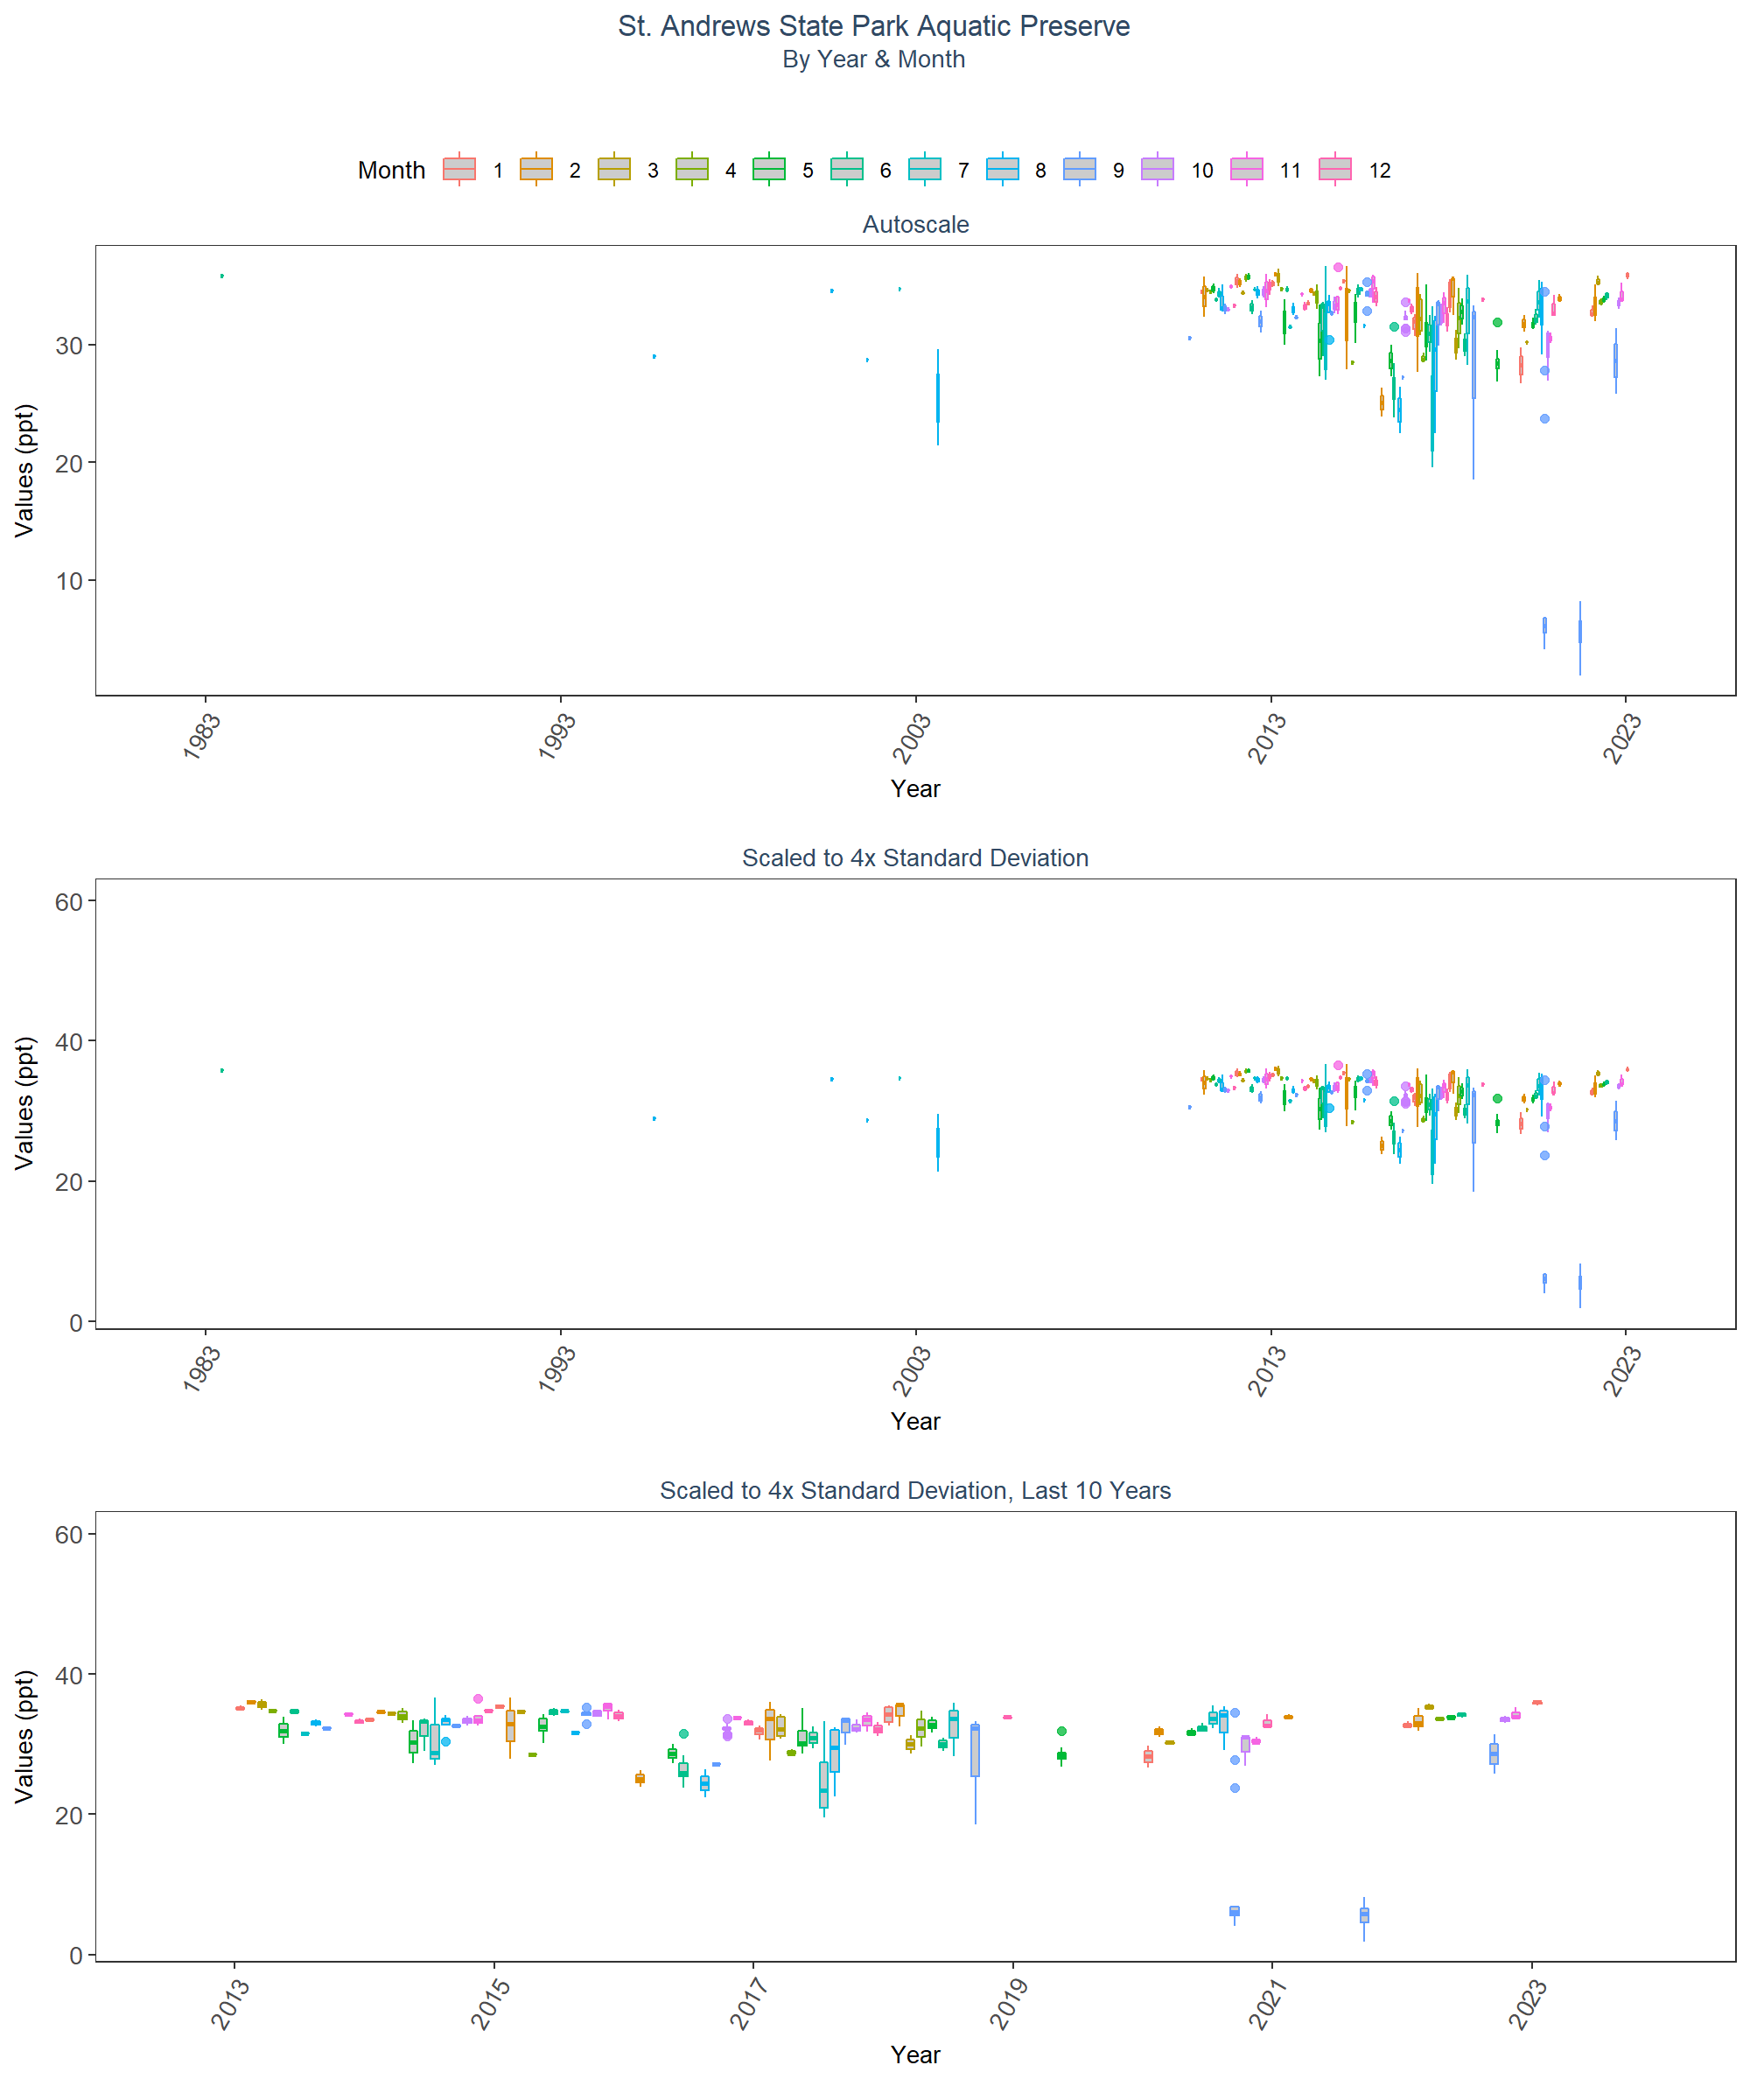 St. Andrews State Park Aquatic Preserve
By Year & Month
Month 1 2 3 4 5 6 7 8 9 10 11 12
Autoscale
Values (ppt)
30
20
10
1983 1993 2003 2013 2023
Year
Scaled to 4x Standard Deviation
Values (ppt)
60
40
20
0
1983 1993 2003 2013 2023
Year
Scaled to 4x Standard Deviation, Last 10 Years
Values (ppt)
60
40
20
0
2013 2015 2017 2019 2021 2023
Year